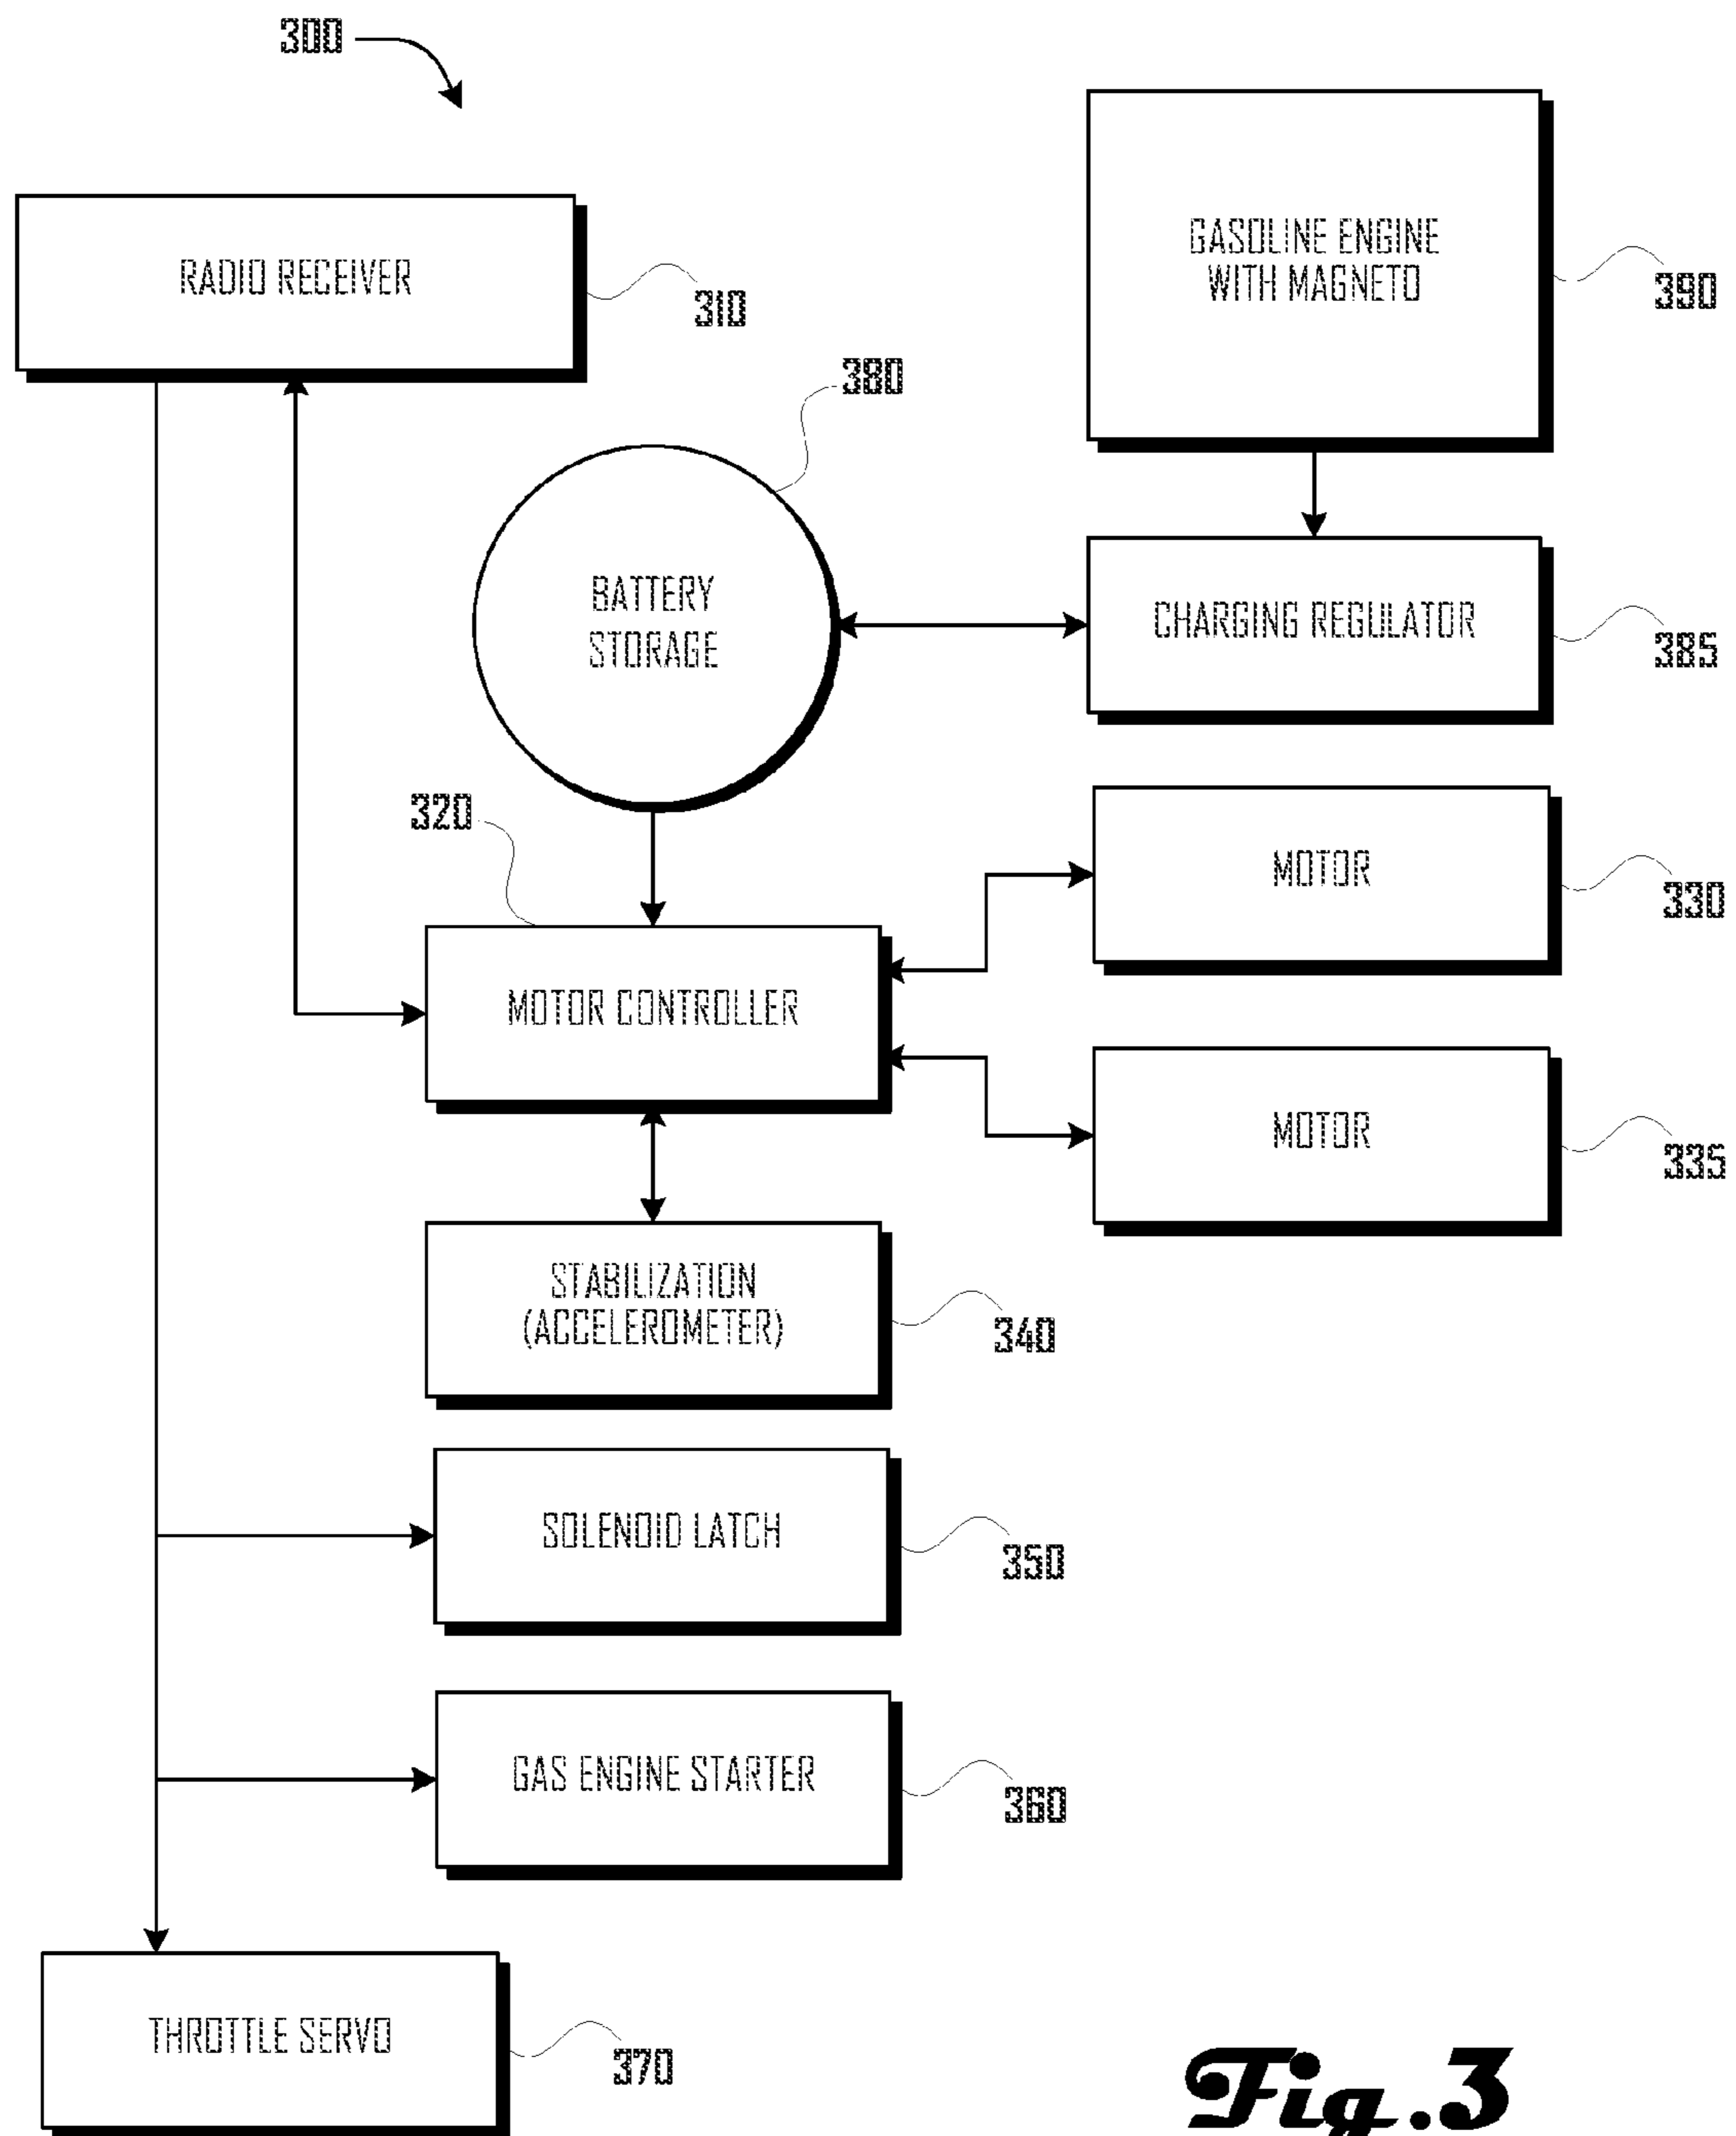 300
RADIO RECEIVER
310
GASOLINE ENGINE
WITH MAGNETO
390
380
BATTERY
STORAGE
CHARGING REGULATOR
385
320
MOTOR
330
MOTOR CONTROLLER
MOTOR
335
STABILIZATION
(ACCELEROMETER)
340
SOLENOID LATCH
350
GAS ENGINE STARTER
360
THROTTLE SERVO
370
Fig.3